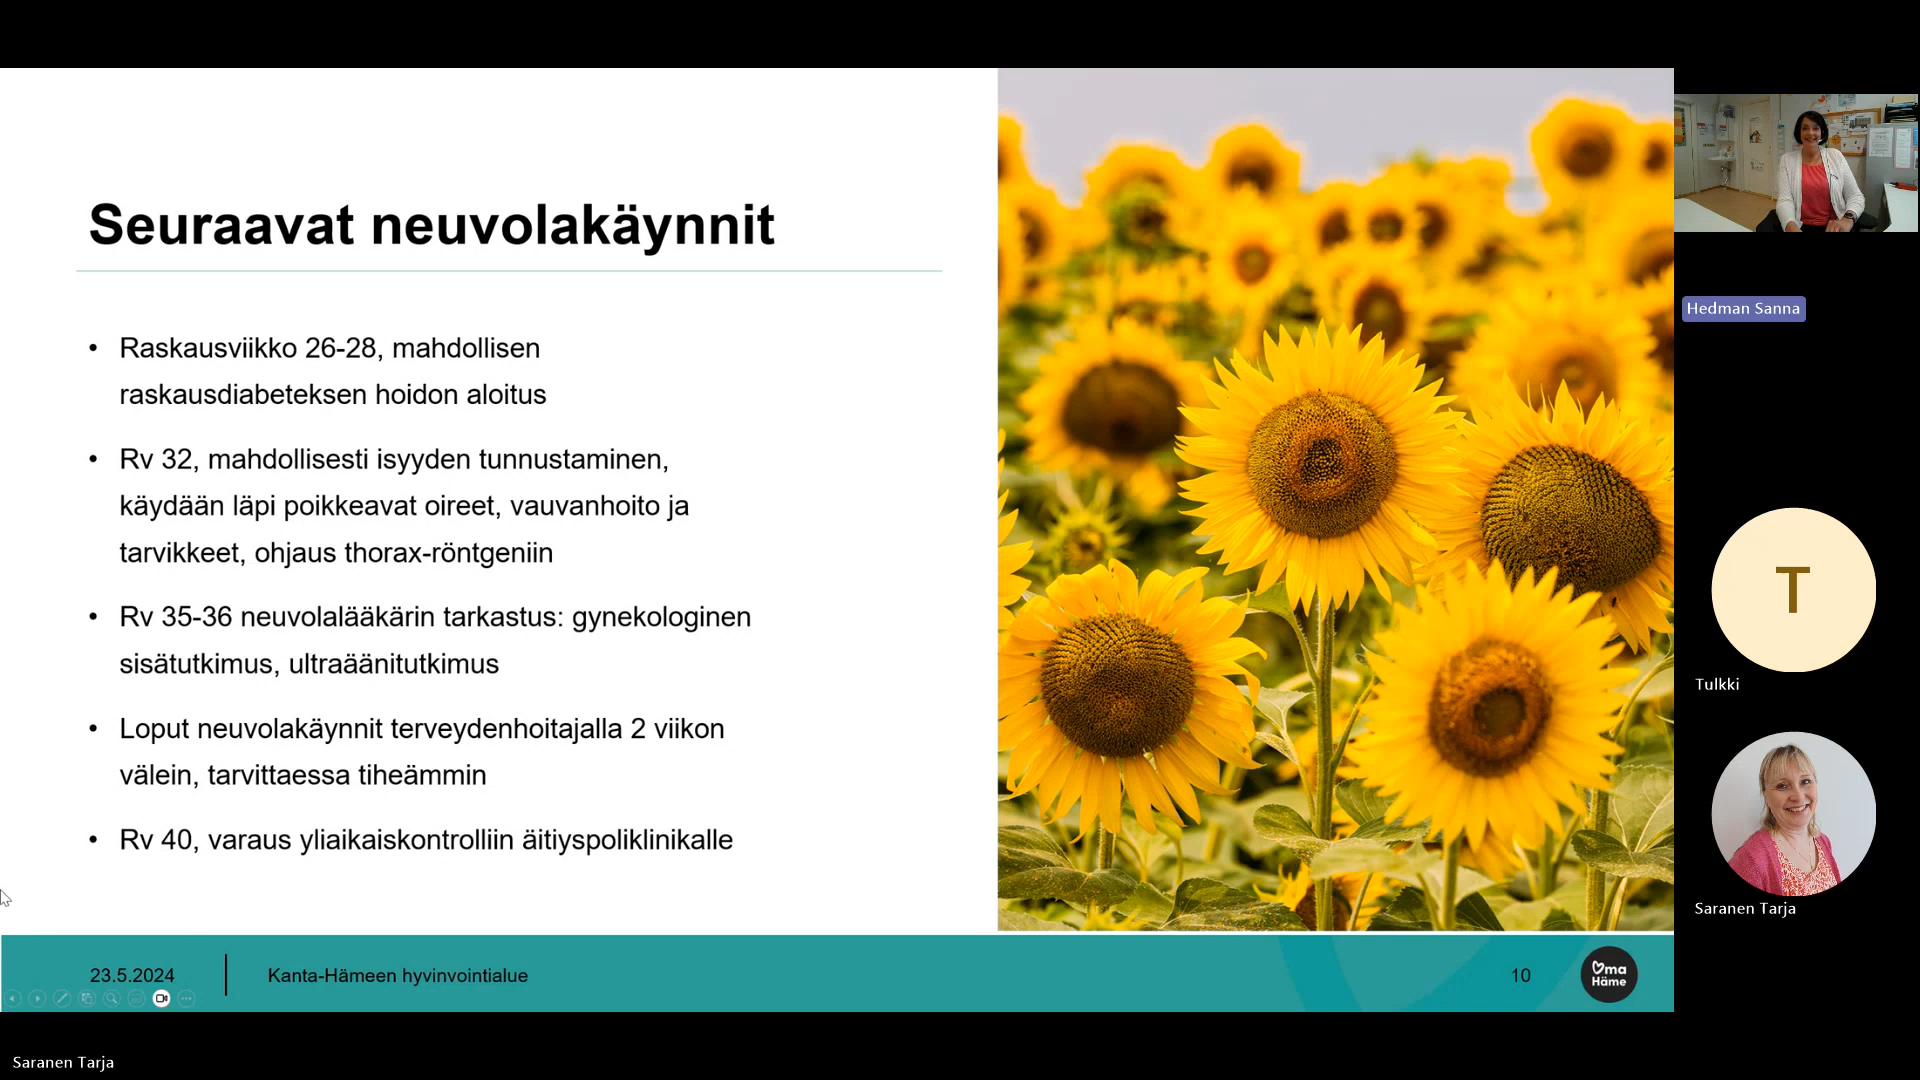 Seuraavat neuvolakäynnit
• Raskausviikko 26-28, mahdollisen
raskausdiabeteksen hoidon aloitus
• Rv 32, mahdollisesti isyyden tunnustaminen,
käydään läpi poikkeavat oireet, vauvanhoito ja
tarvikkeet, ohjaus thorax-röntgeniin
• Rv 35-36 neuvolalääkärin tarkastus: gynekologinen
sisätutkimus, ultraäänitutkimus
• Loput neuvolakäynnit terveydenhoitajalla 2 viikon
välein, tarvittaessa tiheämmin
• Rv 40, varaus yliaikaiskontrolliin äitiyspoliklinikalle
23.5.2024
Kanta-Hämeen hyvinvointialue
10
Oma
Häme
Hedman Sanna
T
Tulkki
Saranen Tarja
Saranen Tarja